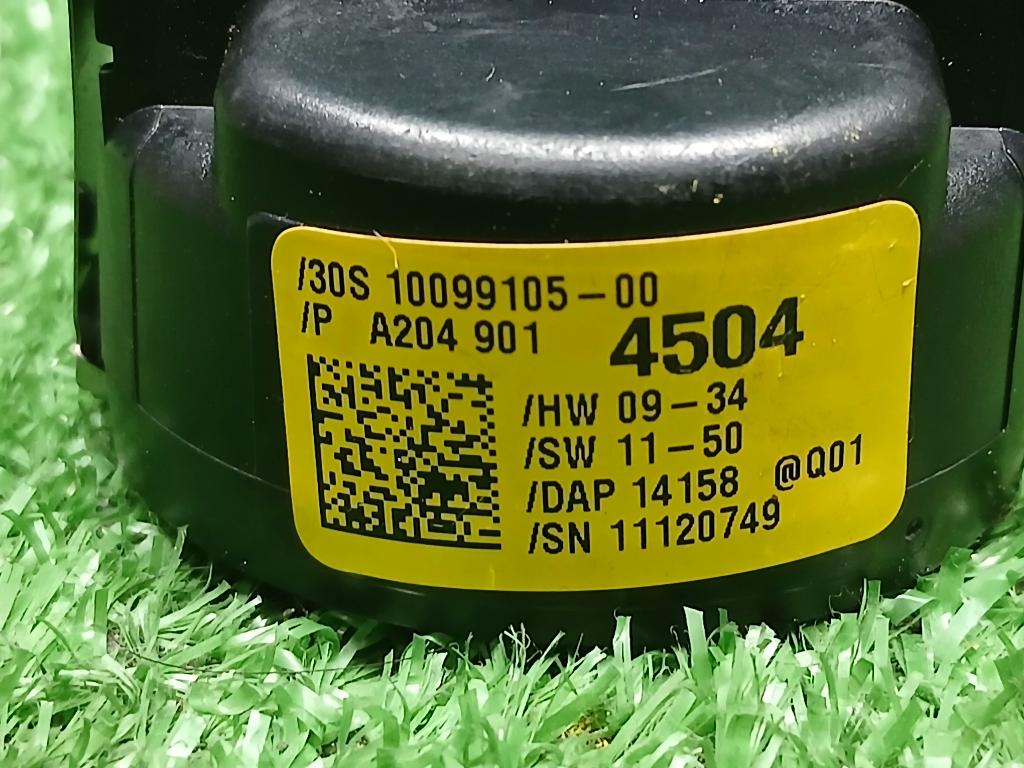 /30S 10099105-00
/P A204 901 4504
/HW 09-34
/SW 11-50
/DAP 14158 @Q01
/SN 11120749